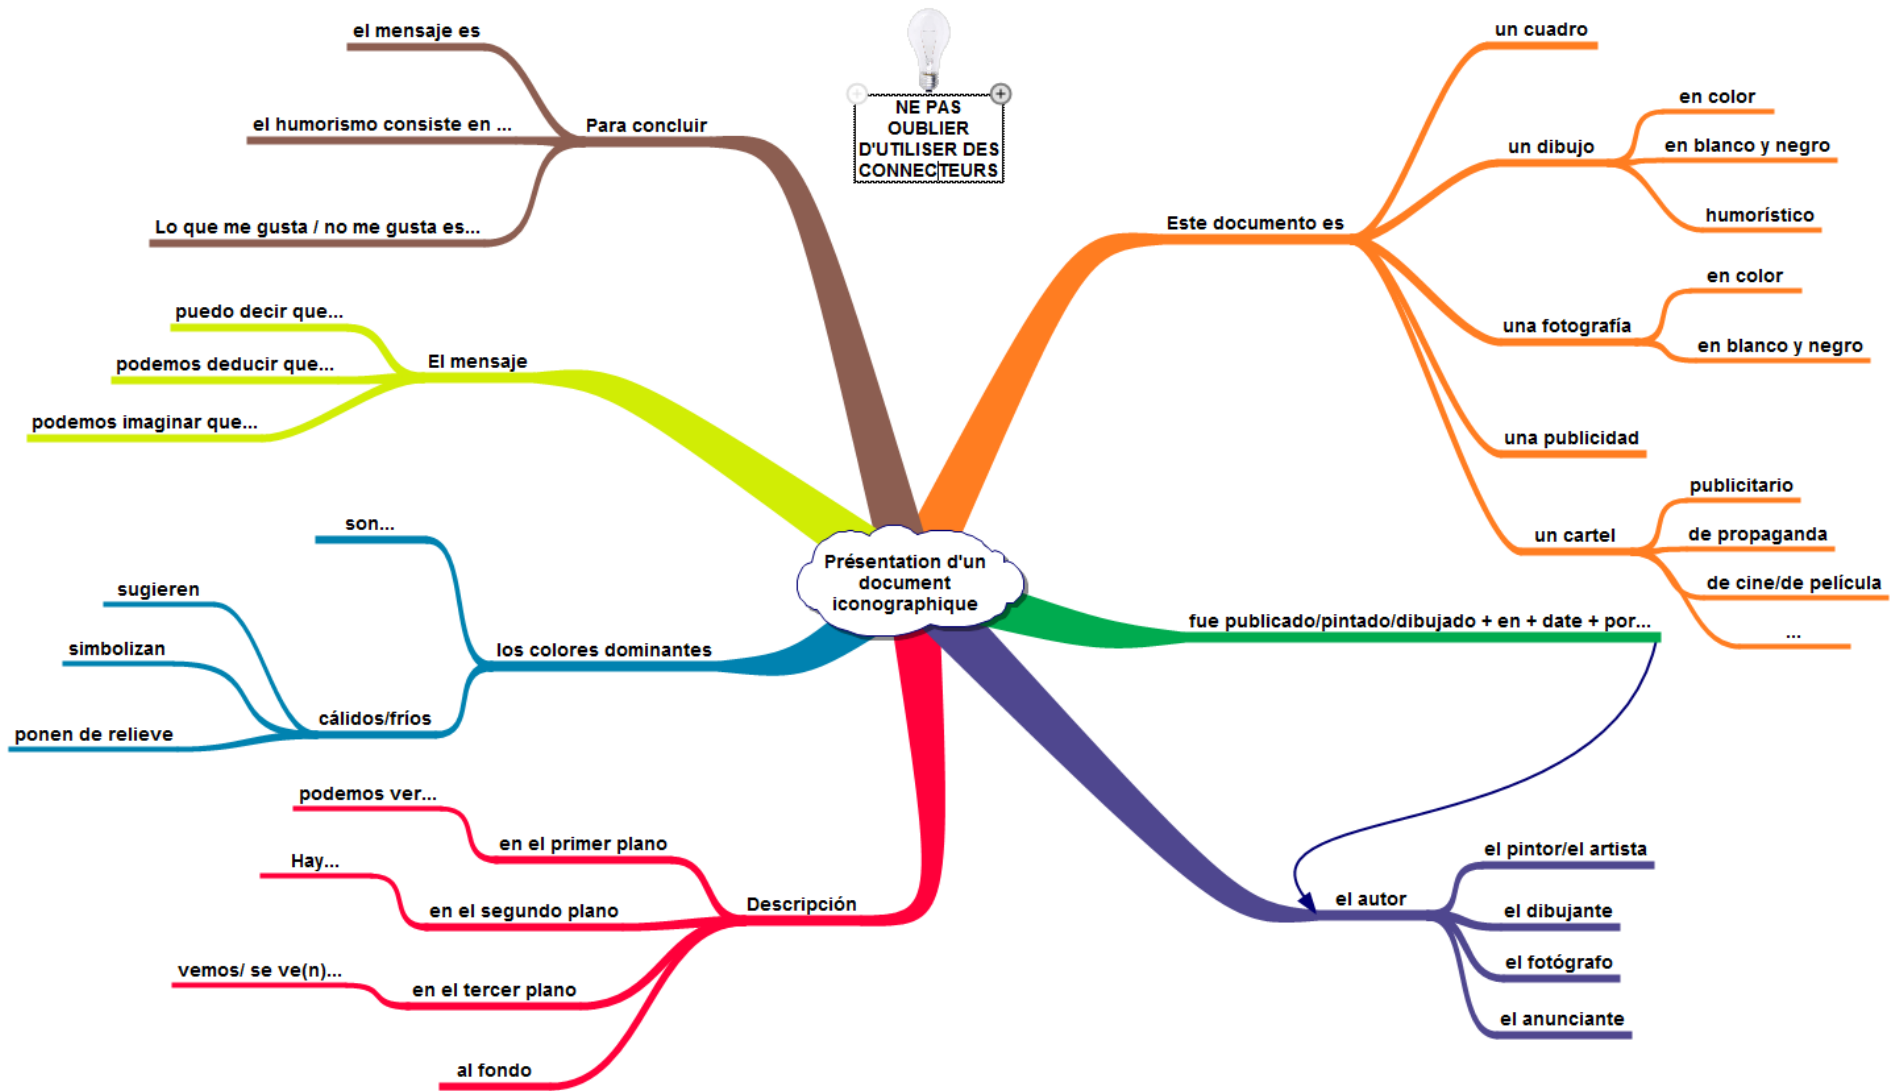 NE PAS
OUBLIER
D'UTILISER DES
CONNECTEURS
Présentation d'un
document
iconographique
Este documento es
un cuadro
un dibujo
en color
en blanco y negro
humorístico
una fotografía
en color
en blanco y negro
una publicidad
un cartel
publicitario
de propaganda
de cine/de película
...
fue publicado/pintado/dibujado + en + date + por...
el autor
el pintor/el artista
el dibujante
el fotógrafo
el anunciante
Descripción
en el primer plano
podemos ver...
en el segundo plano
Hay...
en el tercer plano
vemos/ se ve(n)...
al fondo
los colores dominantes
son...
cálidos/fríos
sugieren
simbolizan
ponen de relieve
El mensaje
puedo decir que...
podemos deducir que...
podemos imaginar que...
Para concluir
el mensaje es
el humorismo consiste en ...
Lo que me gusta / no me gusta es...